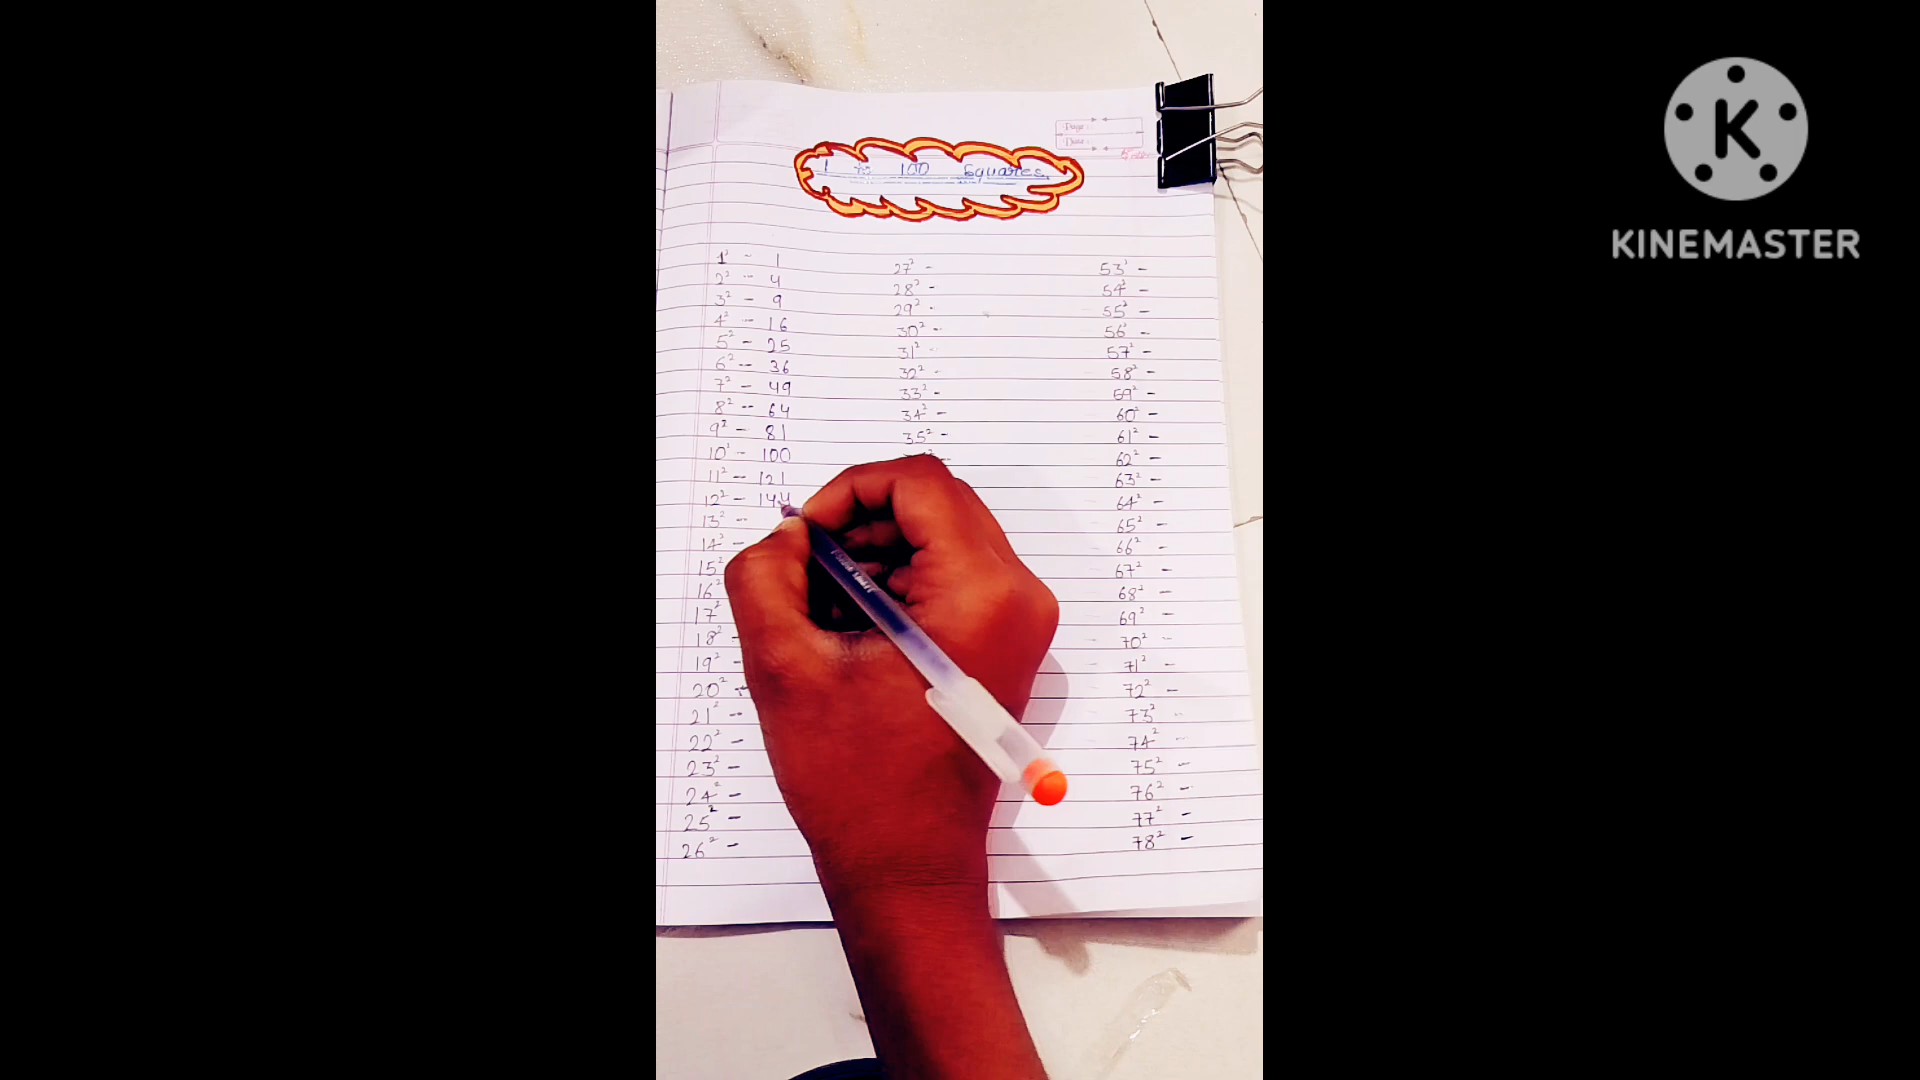 Page:
Date:
1 to 100 Squares.
1² - 1
2² - 4
3² - 9
4² - 16
5² - 25
6² - 36
7² - 49
8² - 64
9² - 81
10² - 100
11² - 121
12² - 144
13² -
14² -
15²
16²
17²
18² -
19² -
20² -
21² -
22² -
23² -
24² -
25² -
26² -
27² -
28² -
29² -
30² -
31² -
32² -
33² -
34² -
35² -
53² -
54² -
55² -
56² -
57² -
58² -
59² -
60² -
61² -
62² -
63² -
64² -
65² -
66² -
67² -
68² -
69² -
70² -
71² -
72² -
73² -
74² -
75² -
76² -
77² -
78² -
K
KINEMASTER